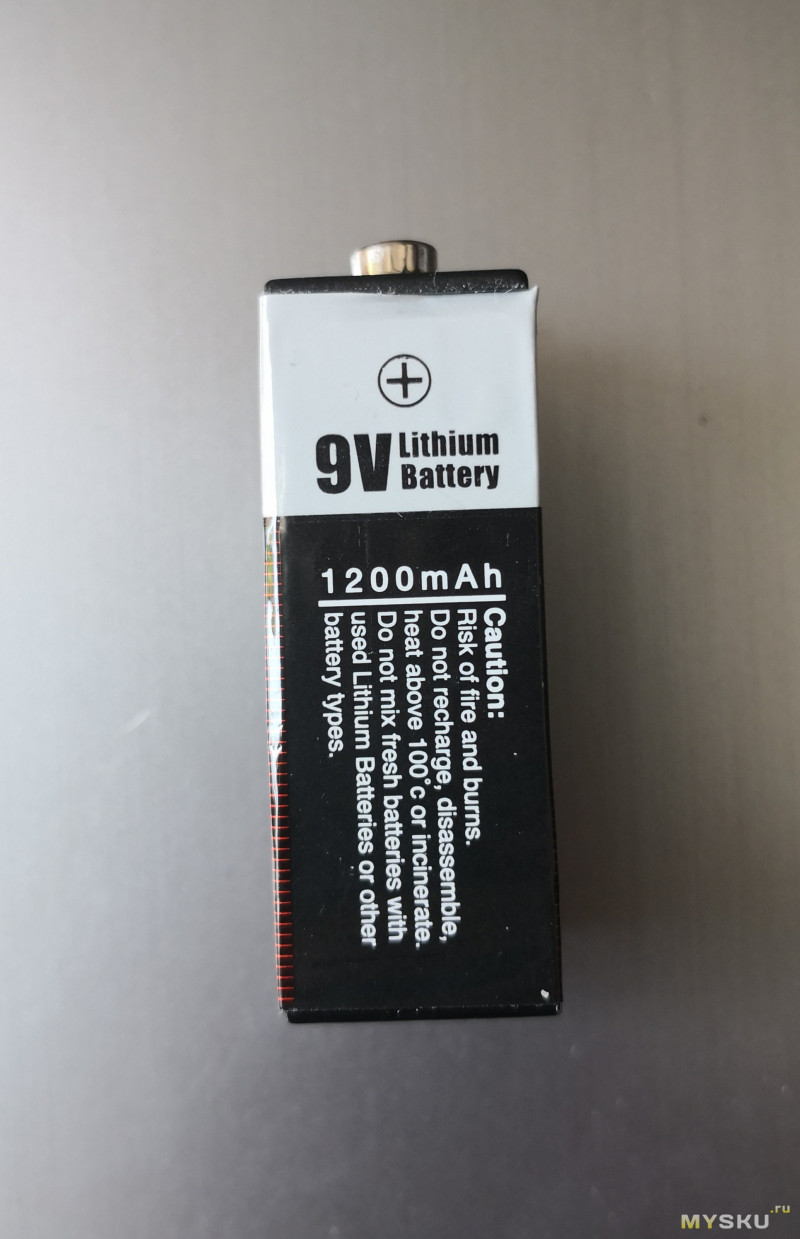 9V Lithium
Battery
1200mAh
Caution:
Risk of fire and burns.
Do not recharge, disassemble,
heat above 100°c or incinerate.
Do not mix fresh batteries with
used Lithium Batteries or other
battery types.
MYSKU.ru